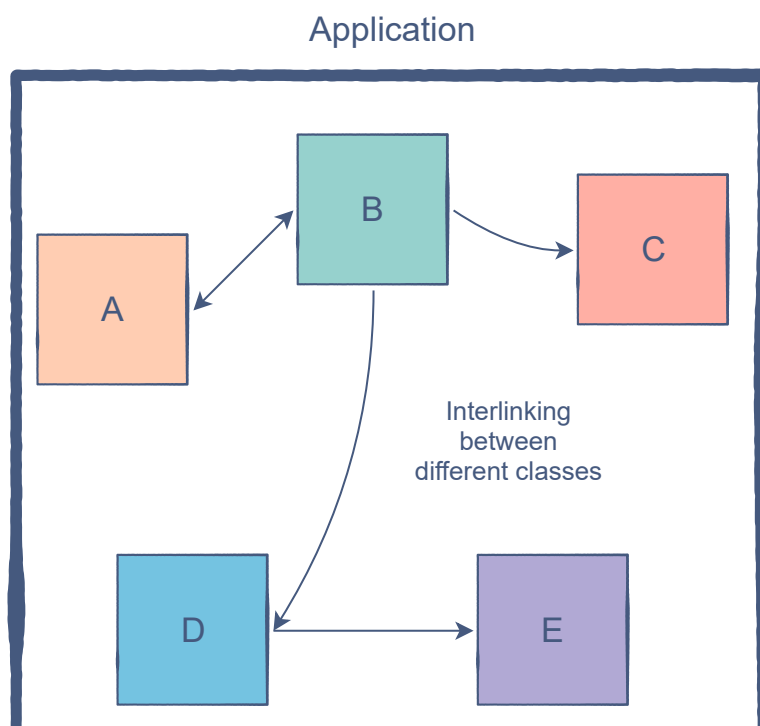 Application
B
C
A
Interlinking
between
different classes
D
E